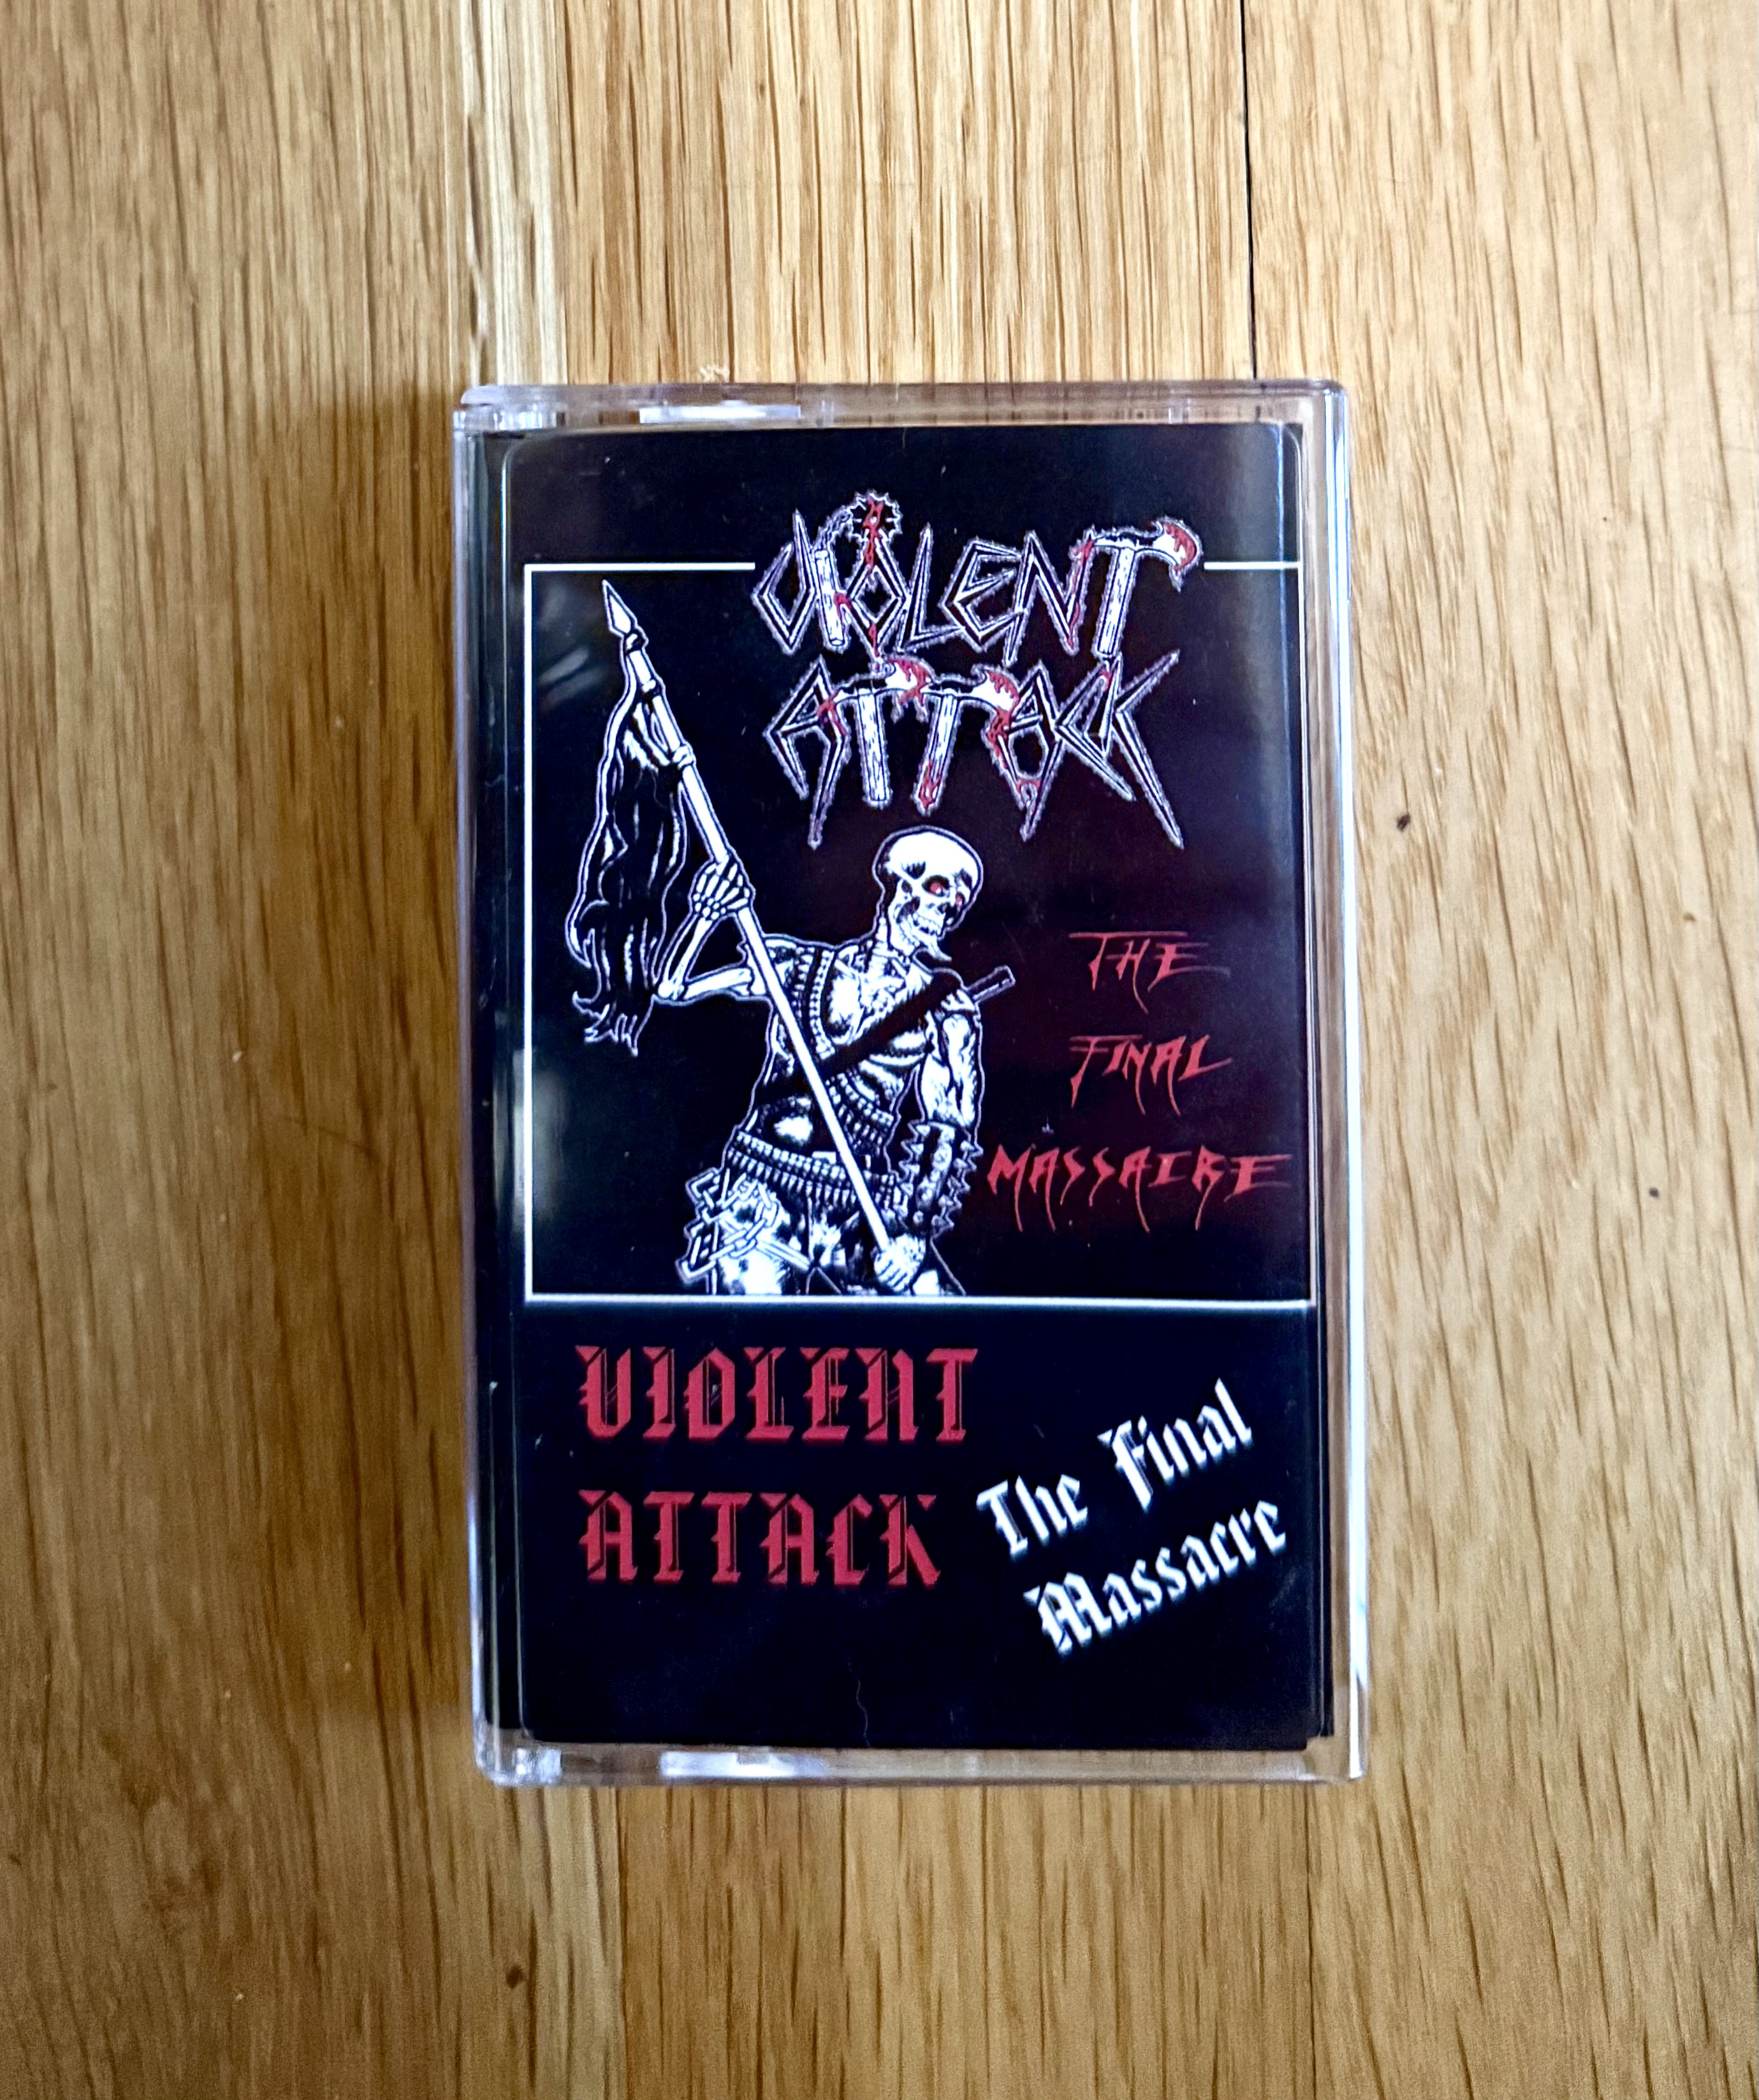 VIOLENT
ATTACK
THE
FINAL
MASSACRE
VIOLENT
ATTACK
The Final
Massacre